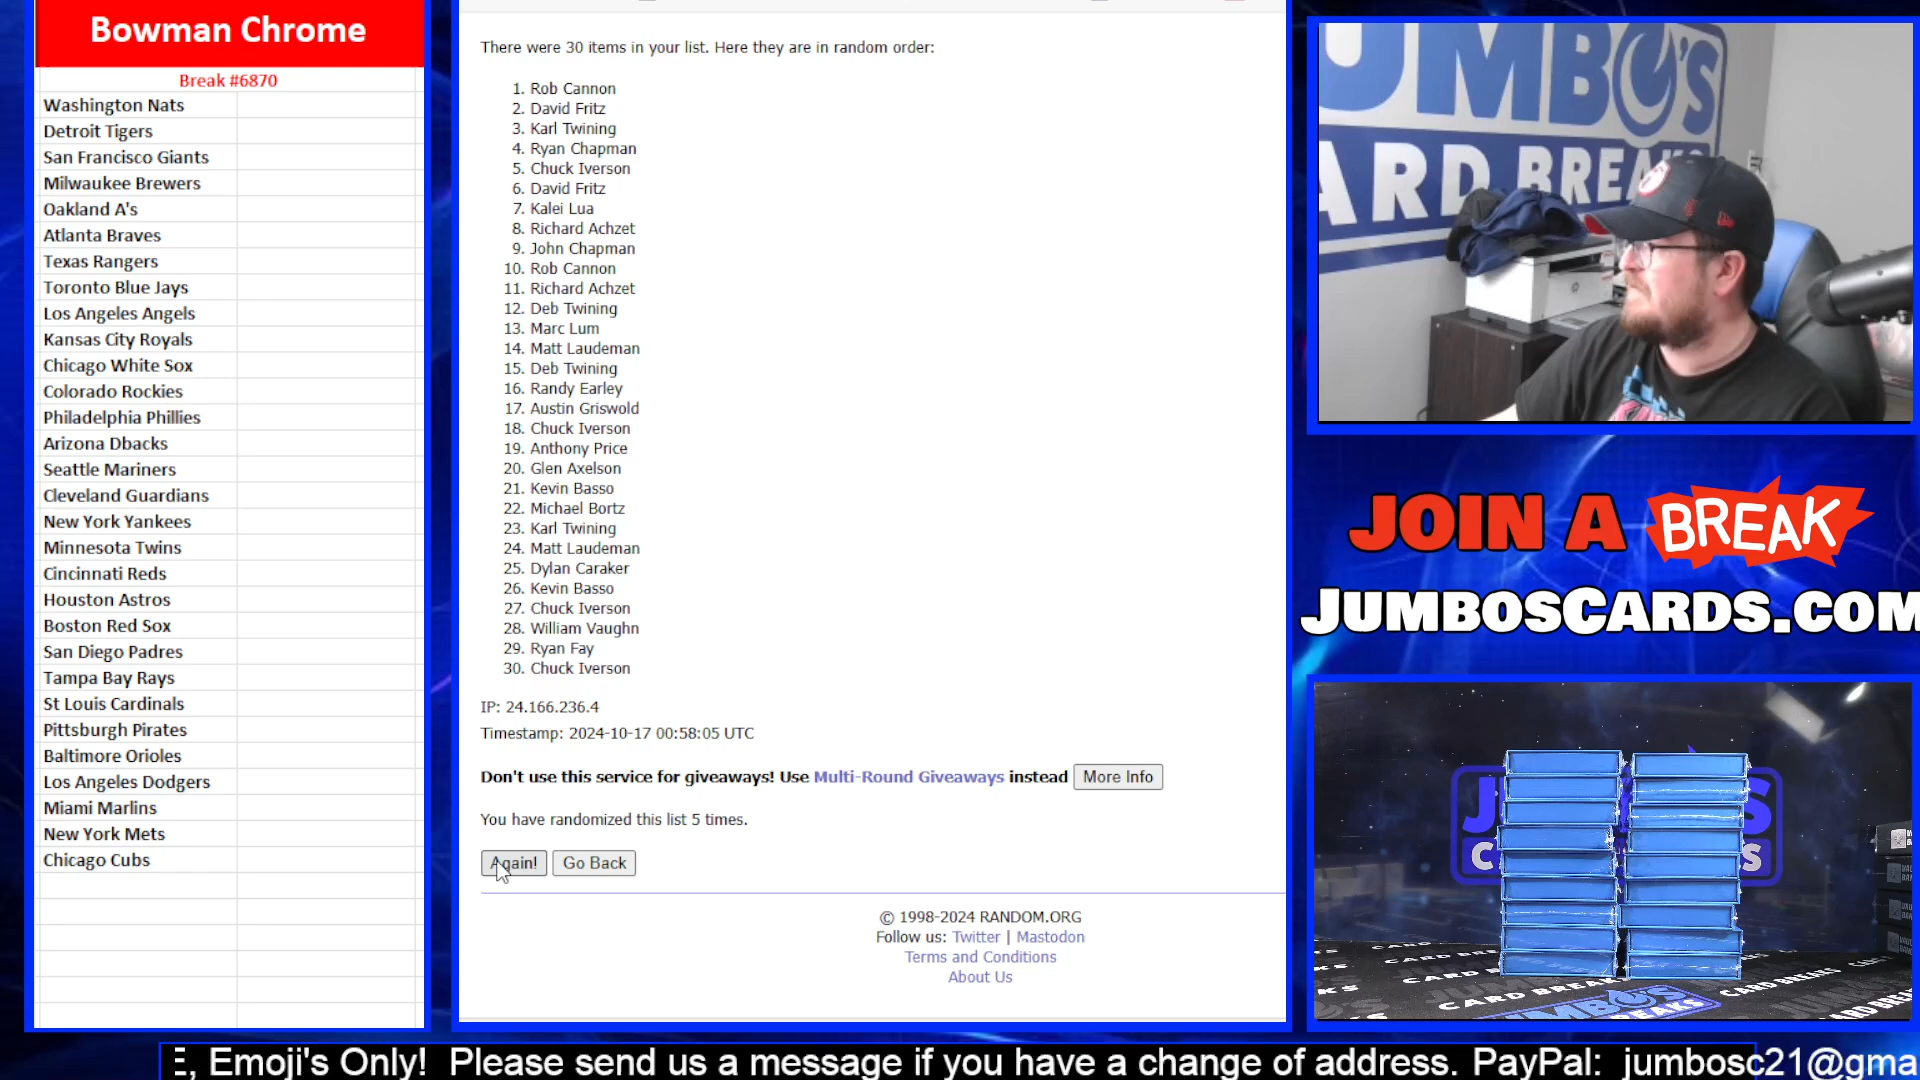 Bowman Chrome
Break #6870
Washington Nats
Detroit Tigers
San Francisco Giants
Milwaukee Brewers
Oakland A's
Atlanta Braves
Texas Rangers
Toronto Blue Jays
Los Angeles Angels
Kansas City Royals
Chicago White Sox
Colorado Rockies
Philadelphia Phillies
Arizona Dbacks
Seattle Mariners
Cleveland Guardians
New York Yankees
Minnesota Twins
Cincinnati Reds
Houston Astros
Boston Red Sox
San Diego Padres
Tampa Bay Rays
St Louis Cardinals
Pittsburgh Pirates
Baltimore Orioles
Los Angeles Dodgers
Miami Marlins
New York Mets
Chicago Cubs
There were 30 items in your list. Here they are in random order:
1. Rob Cannon
2. David Fritz
3. Karl Twining
4. Ryan Chapman
5. Chuck Iverson
6. David Fritz
7. Kalei Lua
8. Richard Achzet
9. John Chapman
10. Rob Cannon
11. Richard Achzet
12. Deb Twining
13. Marc Lum
14. Matt Laudeman
15. Deb Twining
16. Randy Earley
17. Austin Griswold
18. Chuck Iverson
19. Anthony Price
20. Glen Axelson
21. Kevin Basso
22. Michael Bortz
23. Karl Twining
24. Matt Laudeman
25. Dylan Caraker
26. Kevin Basso
27. Chuck Iverson
28. William Vaughn
29. Ryan Fay
30. Chuck Iverson
IP: 24.166.236.4
Timestamp: 2024-10-17 00:58:05 UTC
Don't use this service for giveaways! Use Multi-Round Giveaways instead More Info
You have randomized this list 5 times.
Again! Go Back
© 1998-2024 RANDOM.ORG
Follow us: Twitter | Mastodon
Terms and Conditions
About Us
UMBO'S
ARD BREA
JOIN A BREAK
JUMBOSCARDS.COM
CARD BREAKS
E, Emoji's Only! Please send us a message if you have a change of address. PayPal: jumbosc21@gma